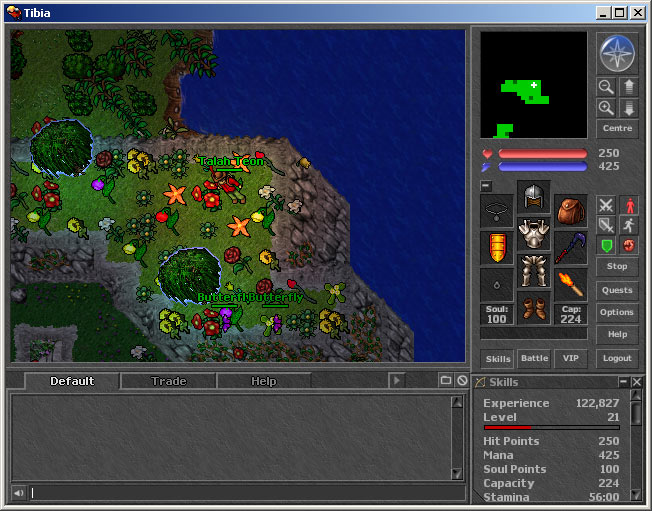 Tibia
Talah Teon
Butterfl Butterfly
Centre
250
425
Soul:
100
Cap:
224
Stop
Quests
Options
Help
Skills
Battle
VIP
Logout
Default
Trade
Help
Skills
Experience 122,827
Level 21
Hit Points 250
Mana 425
Soul Points 100
Capacity 224
Stamina 56:00